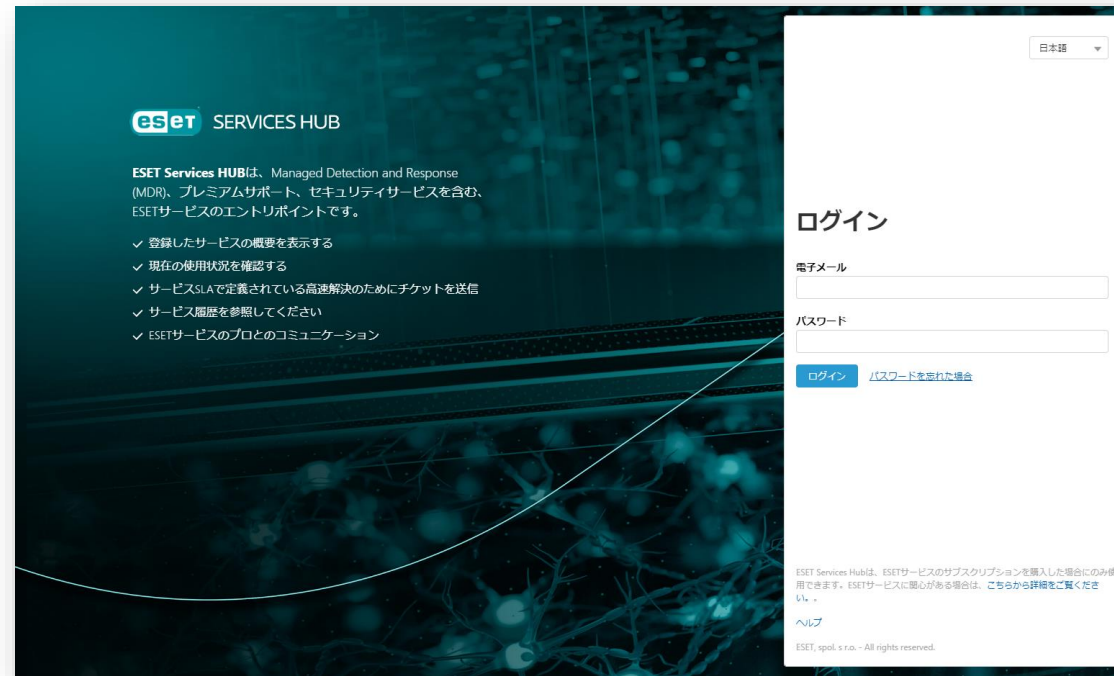 eseT SERVICES HUB
ESET Services HUBは、Managed Detection and Response
(MDR)、プレミアムサポート、セキュリティサービスを含む、
ESETサービスのエントリポイントです。
✓ 登録したサービスの概要を表示する
✓ 現在の使用状況を確認する
✓ サービスSLAで定義されている高速解決のためにチケットを送信
✓ サービス履歴を参照してください
✓ ESETサービスのプロとのコミュニケーション
日本語
ログイン
電子メール
パスワード
ログイン パスワードを忘れた場合
ESET Services Hubは、ESETサービスのサブスクリプションを購入した場合にのみ使
用できます。ESETサービスに関心がある場合は、こちらから詳細をご覧くださ
い。.
ヘルプ
ESET, spol. s r.o. - All rights reserved.